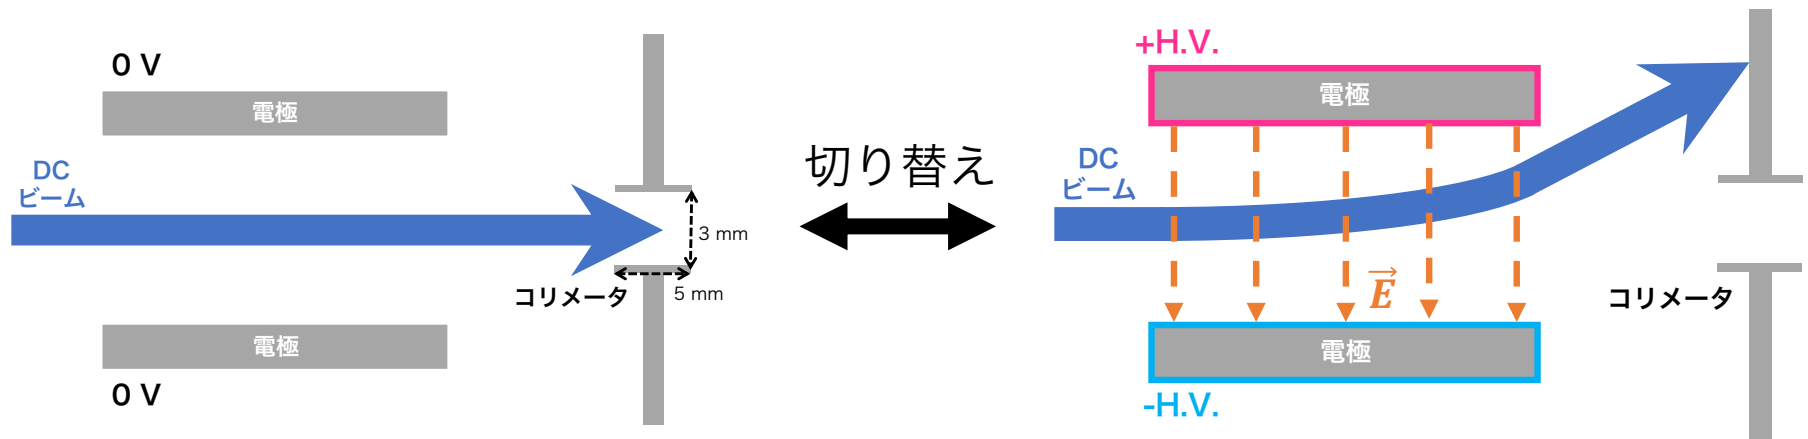 0 V
電極
DC
ビーム
3 mm
コリメータ
5 mm
電極
0 V
切り替え
+H.V.
電極
DC
ビーム
E
コリメータ
電極
-H.V.